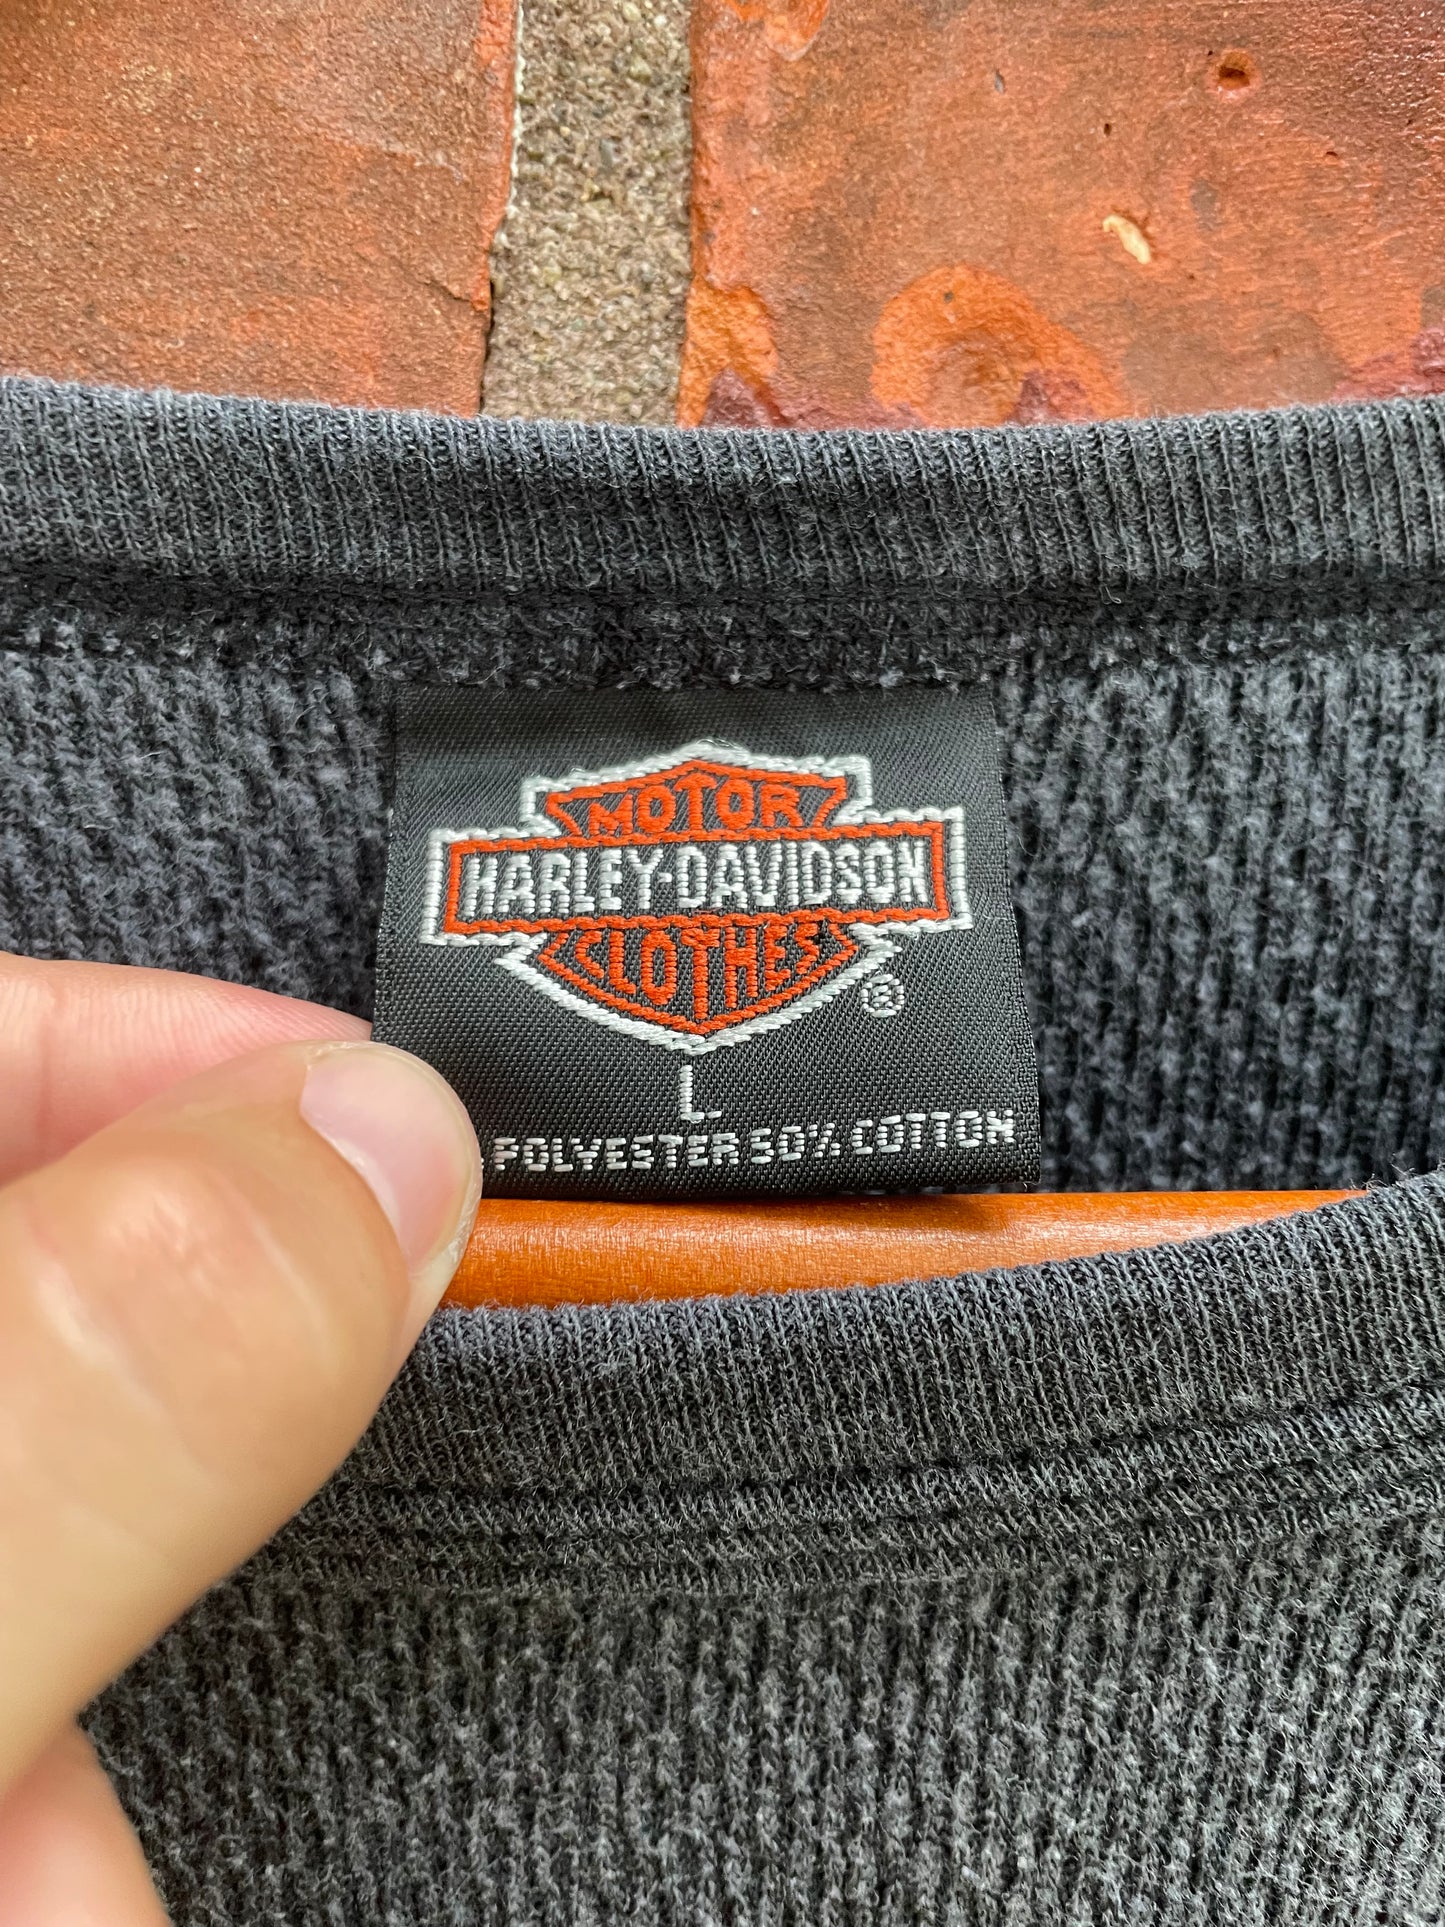 MOTOR
HARLEY-DAVIDSON
CLOTHES
®
L
POLYESTER 50% COTTON